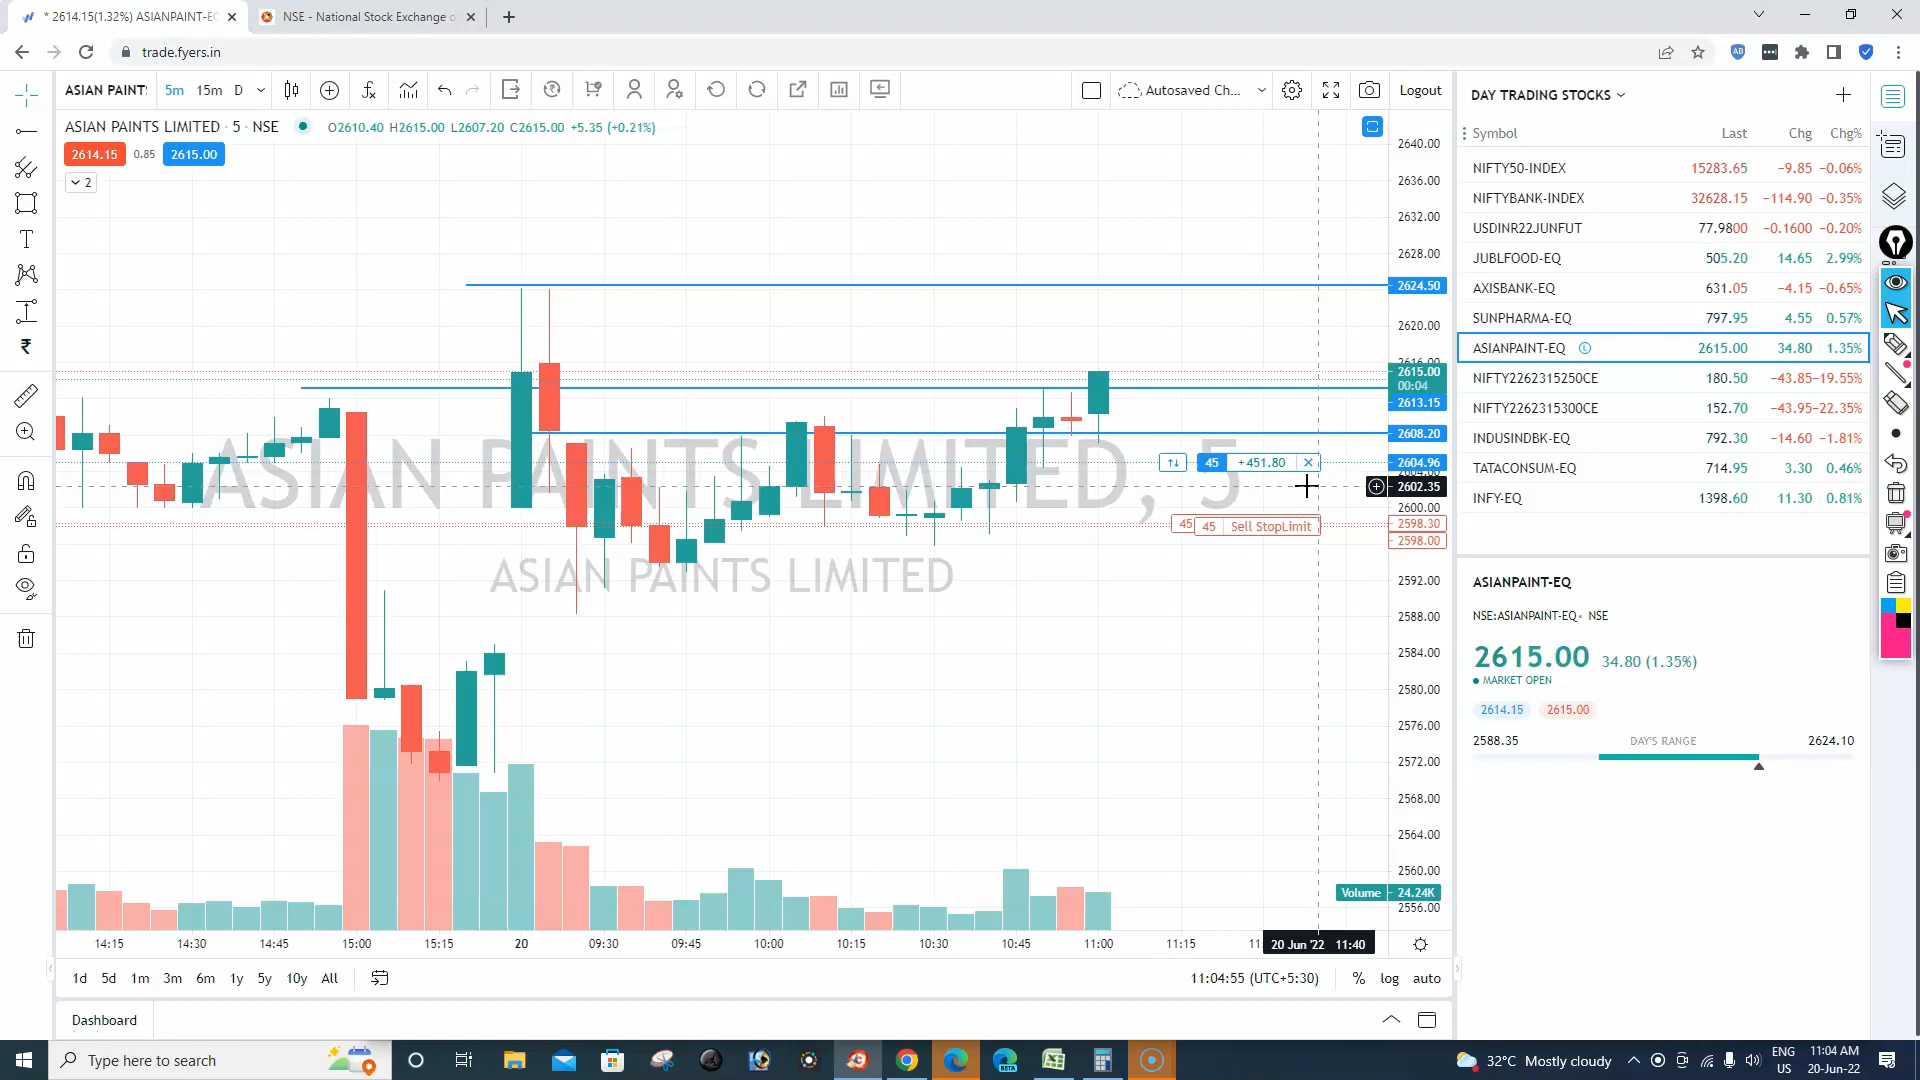 * 2614.15(1.32%) ASIANPAINT-EQ
NSE - National Stock Exchange o
trade.fyers.in
ASIAN PAINT:
5m 15m D
Autosaved Ch...
Logout
ASIAN PAINTS LIMITED · 5 · NSE O2610.40 H2615.00 L2607.20 C2615.00 +5.35 (+0.21%)
2614.15 0.85 2615.00
2
ASIAN PAINTS LIMITED, 5
ASIAN PAINTS LIMITED
45 +451.80
45 45 Sell StopLimit
2640.00
2636.00
2632.00
2628.00
2624.50
2620.00
2616.00
2615.00
00:04
2613.15
2608.20
2604.96
2604.00
2602.35
2600.00
2598.30
2598.00
2592.00
2588.00
2584.00
2580.00
2576.00
2572.00
2568.00
2564.00
2560.00
Volume 24.24K
2556.00
14:15 14:30 14:45 15:00 15:15 20 09:30 09:45 10:00 10:15 10:30 10:45 11:00 11:15 20 Jun '22 11:40
1d 5d 1m 3m 6m 1y 5y 10y All
11:04:55 (UTC+5:30) % log auto
Dashboard
DAY TRADING STOCKS
Symbol Last Chg Chg%
NIFTY50-INDEX 15283.65 −9.85 −0.06%
NIFTYBANK-INDEX 32628.15 −114.90 −0.35%
USDINR22JUNFUT 77.9800 −0.1600 −0.20%
JUBLFOOD-EQ 505.20 14.65 2.99%
AXISBANK-EQ 631.05 −4.15 −0.65%
SUNPHARMA-EQ 797.95 4.55 0.57%
ASIANPAINT-EQ L 2615.00 34.80 1.35%
NIFTY2262315250CE 180.50 −43.85 −19.55%
NIFTY2262315300CE 152.70 −43.95 −22.35%
INDUSINDBK-EQ 792.30 −14.60 −1.81%
TATACONSUM-EQ 714.95 3.30 0.46%
INFY-EQ 1398.60 11.30 0.81%
ASIANPAINT-EQ
NSE:ASIANPAINT-EQ · NSE
2615.00 34.80 (1.35%)
MARKET OPEN
2614.15 2615.00
2588.35 DAY'S RANGE 2624.10
Type here to search
BETA
32°C Mostly cloudy
ENG
US
11:04 AM
20-Jun-22